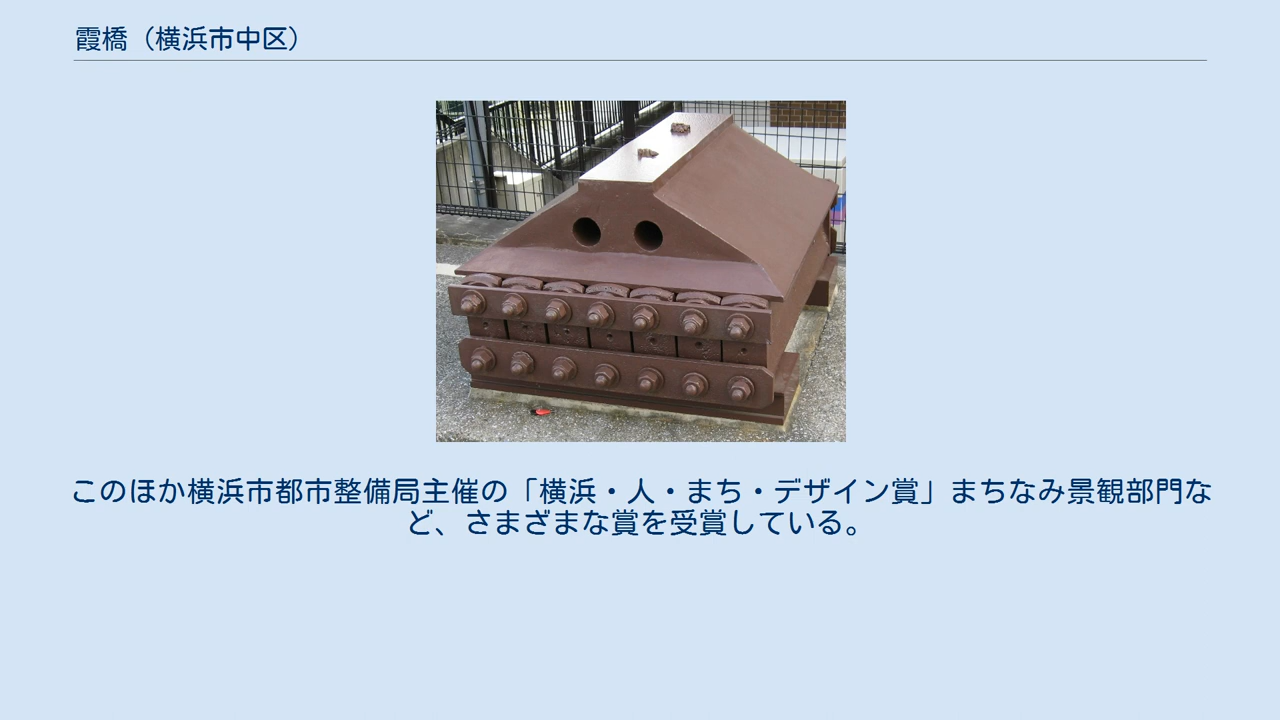 霞橋（横浜市中区）
このほか横浜市都市整備局主催の「横浜・人・まち・デザイン賞」まちなみ景観部門な
ど、さまざまな賞を受賞している。